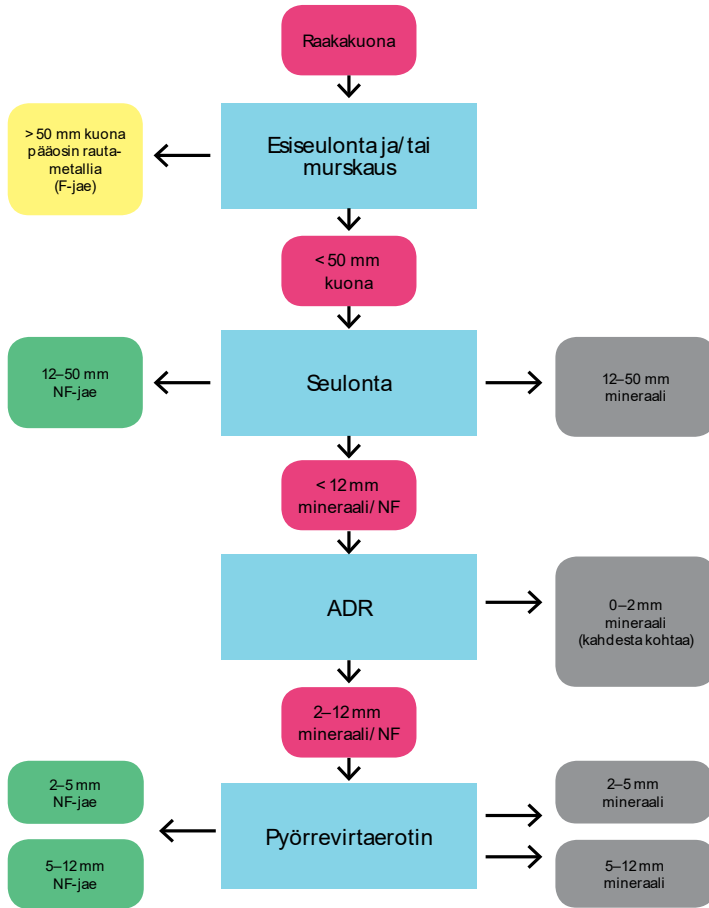 Raakakuona
> 50 mm kuona
pääosin rauta-
metallia
(F-jae)
Esiseulonta ja/ tai
murskaus
< 50 mm
kuona
12–50 mm
NF-jae
Seulonta
12–50 mm
mineraali
< 12 mm
mineraali/ NF
ADR
0–2 mm
mineraali
(kahdesta kohtaa)
2–12 mm
mineraali/ NF
2–5 mm
NF-jae
5–12 mm
NF-jae
Pyörrevirtaerotin
2–5 mm
mineraali
5–12 mm
mineraali